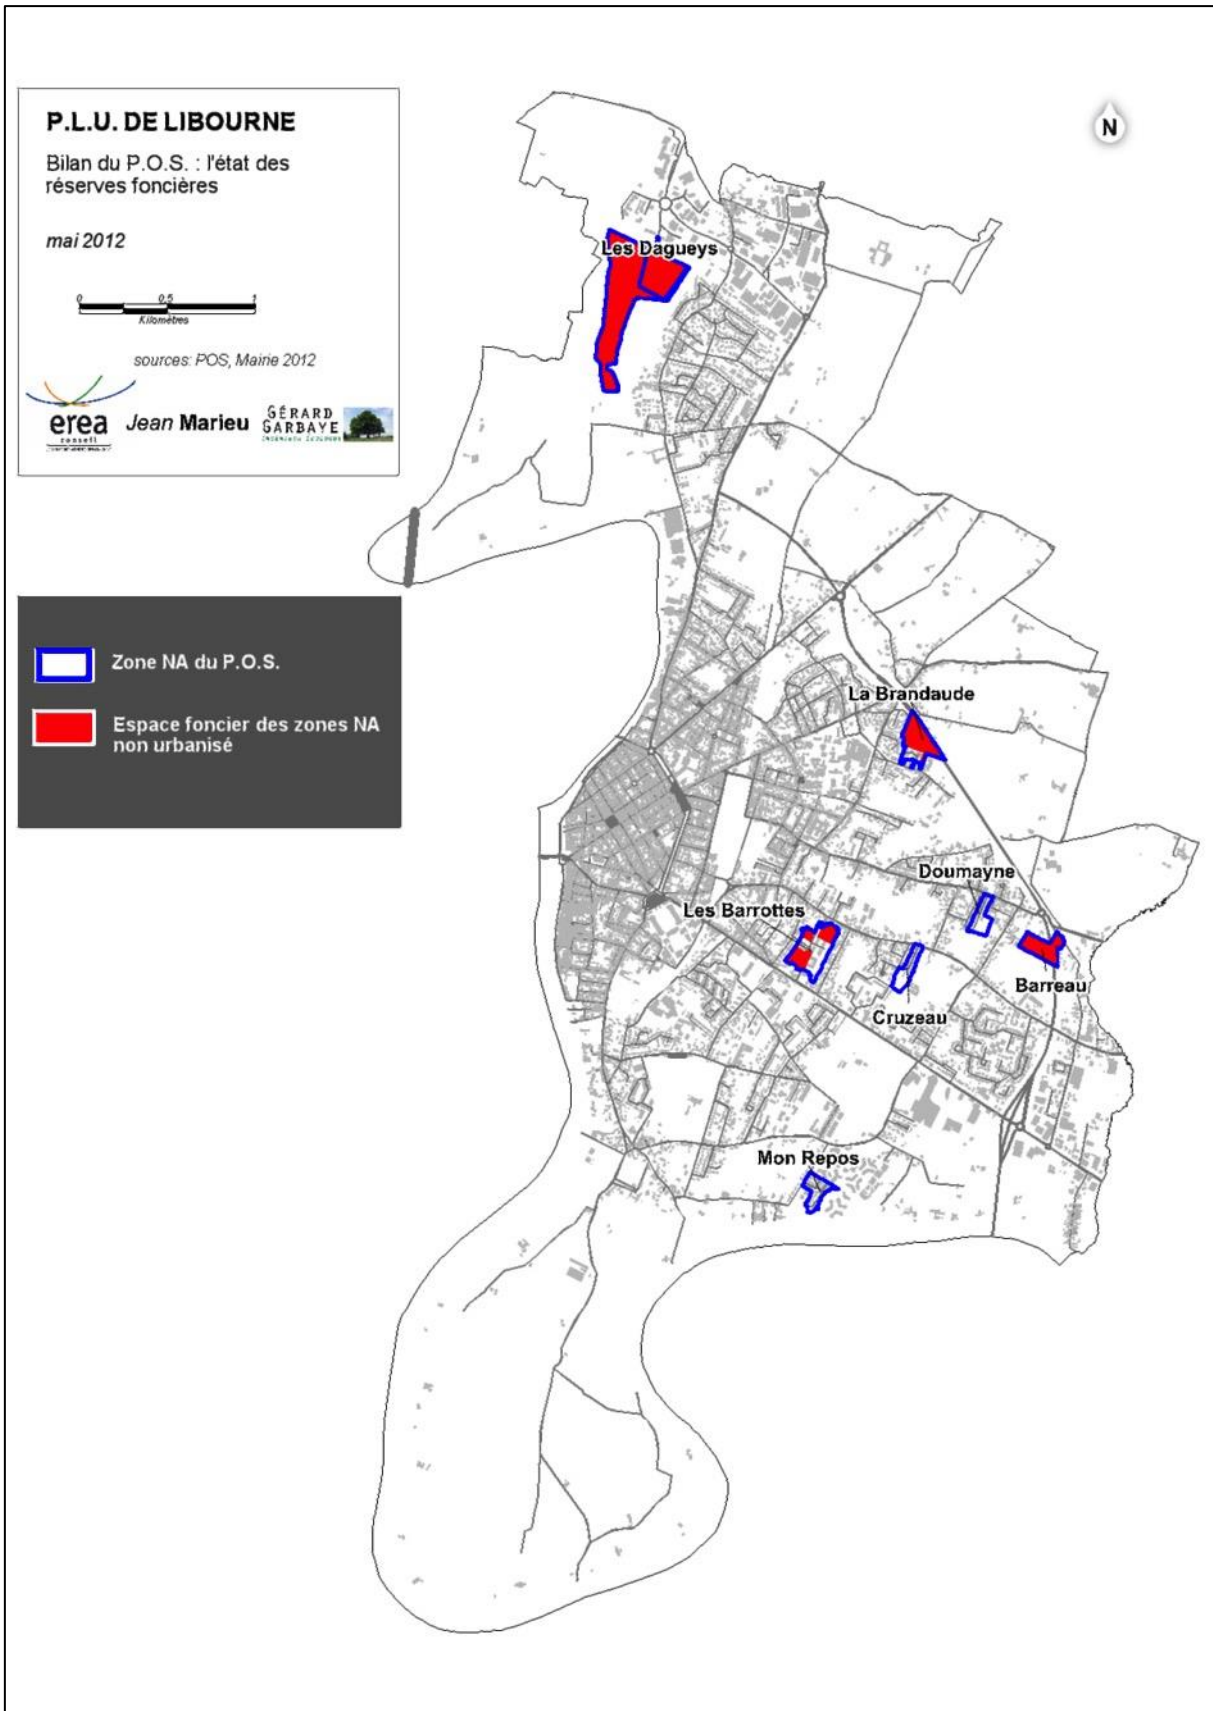 P.L.U. DE LIBOURNE
Bilan du P.O.S. : l'état des
réserves foncières
mai 2012
0 0,5 1
Kilomètres
sources: POS, Mairie 2012
erea
conseil
Jean Marieu
GÉRARD
GARBAYE
Zone NA du P.O.S.
Espace foncier des zones NA
non urbanisé
N
Les Dagueys
La Brandaude
Doumayne
Les Barrottes
Barreau
Cruzeau
Mon Repos